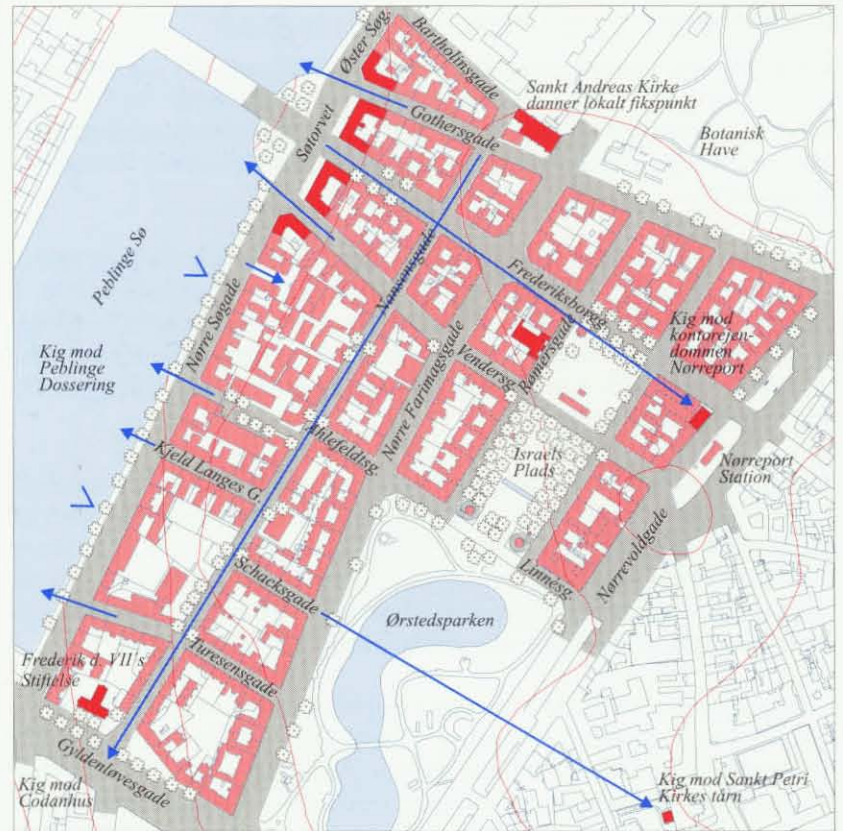 Øster Søg.
Bartholinsgade
Sankt Andreas Kirke
danner lokalt fikspunkt
Gothersgade
Søtorvet
Botanisk
Have
Peblinge Sø
Nansensgade
Frederiksborgg.
Nørre Søgade
Kig mod
kontorejen-
dommen
Nørreport
Rømersgade
Vendersg.
Nørre Farimagsgade
Kig mod
Peblinge
Dossering
Ahlefeldtsg.
Israels
Plads
Nørreport
Station
Kjeld Langes G.
Linnésg.
Nørrevoldgade
Schacksgade
Ørstedsparken
Turesensgade
Frederik d. VII's
Stiftelse
Gyldenløvesgade
Kig mod
Codanhus
Kig mod Sankt Petri
Kirkes tårn